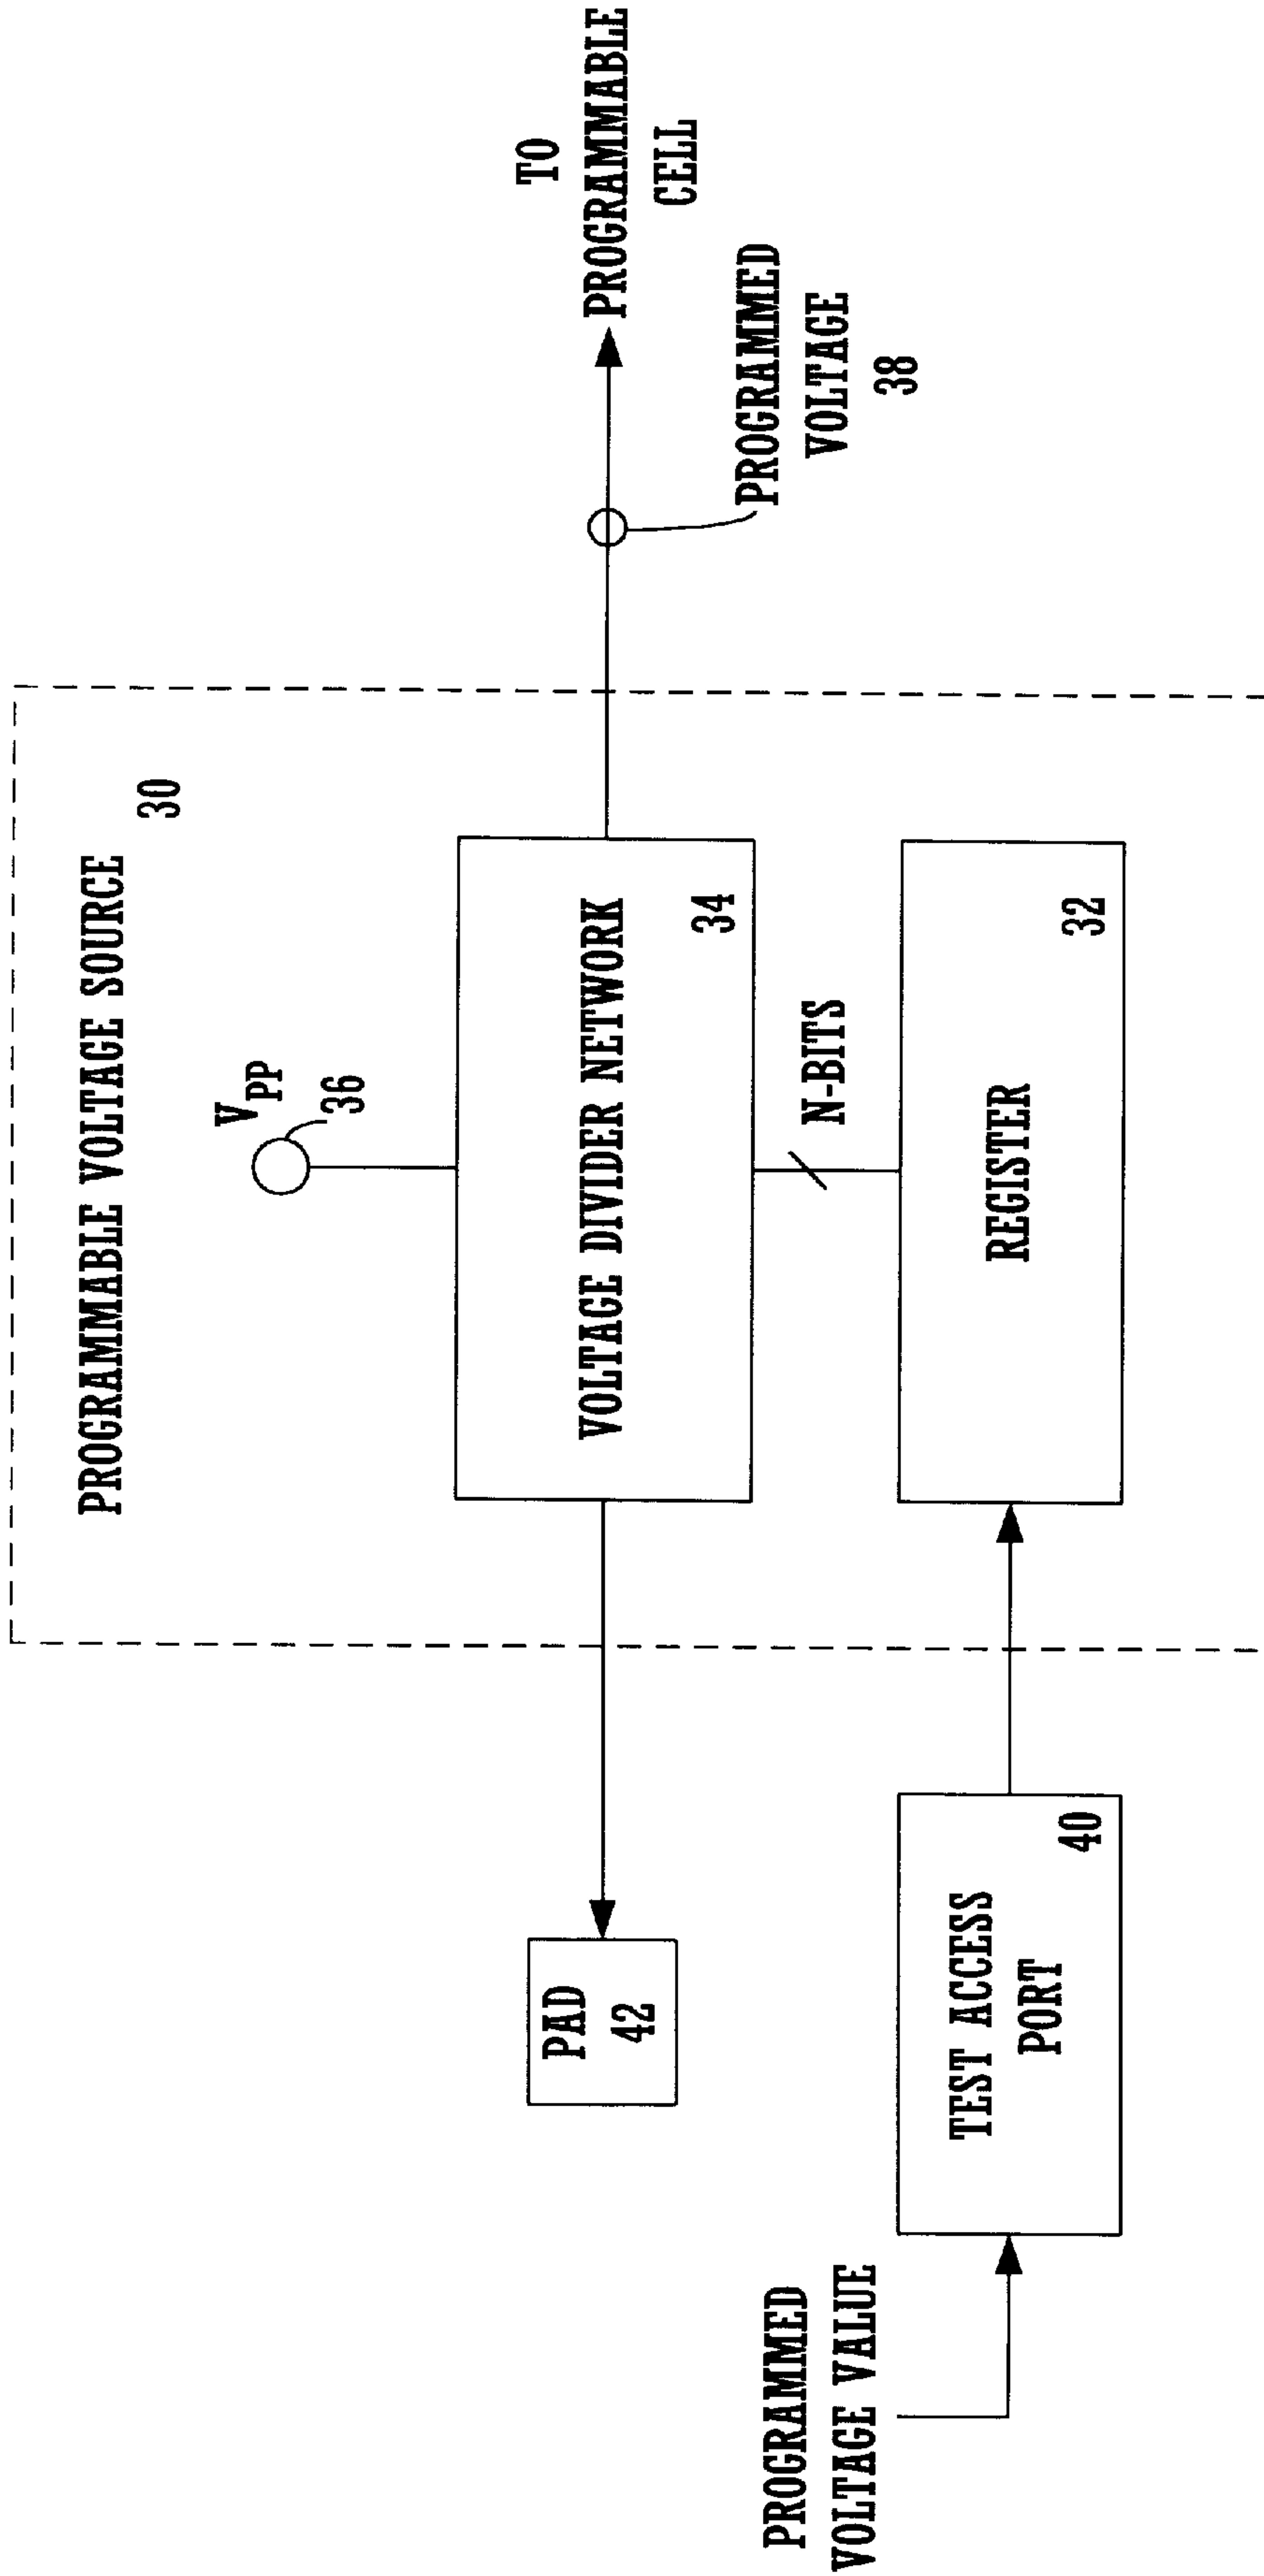 PROGRAMMABLE VOLTAGE SOURCE
30
VPP
36
VOLTAGE DIVIDER NETWORK
34
N-BITS
REGISTER
32
PAD
42
TEST ACCESS
PORT
40
PROGRAMMED
VOLTAGE VALUE
TO
PROGRAMMABLE
CELL
PROGRAMMED
VOLTAGE
38